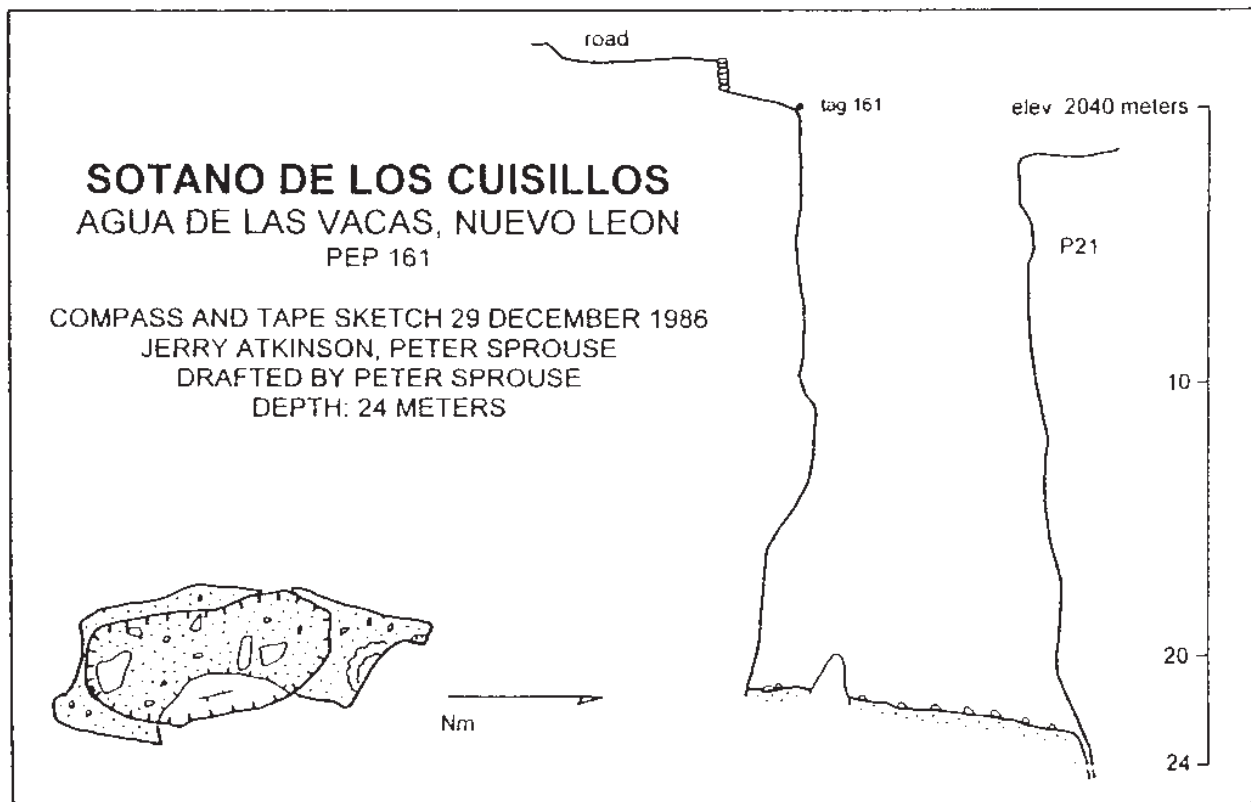 road
tag 161
elev 2040 meters
SOTANO DE LOS CUISILLOS
AGUA DE LAS VACAS, NUEVO LEON
PEP 161
P21
COMPASS AND TAPE SKETCH 29 DECEMBER 1986
JERRY ATKINSON, PETER SPROUSE
DRAFTED BY PETER SPROUSE
DEPTH: 24 METERS
10
20
Nm
24